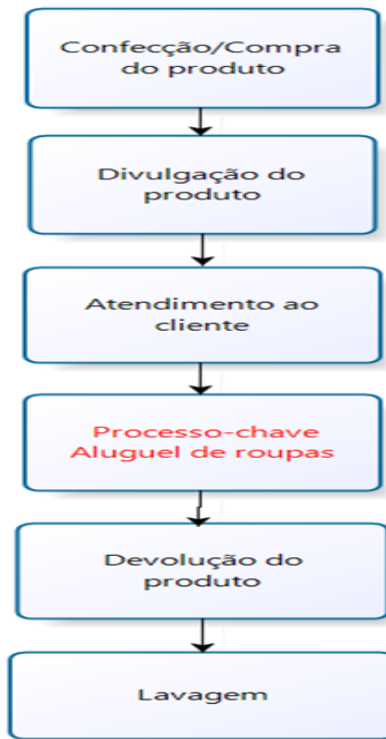 Confecção/Compra
do produto
Divulgação do
produto
Atendimento ao
cliente
Processo-chave
Aluguel de roupas
Devolução do
produto
Lavagem